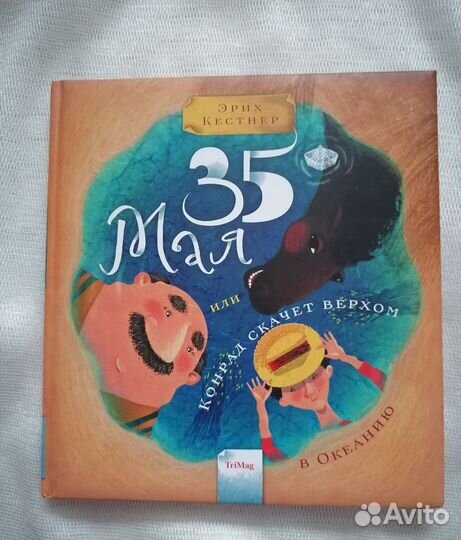 Эрих
Кестнер
35
Мая
или
Конрад скачет верхом
в Океанию
TriMag
Avito